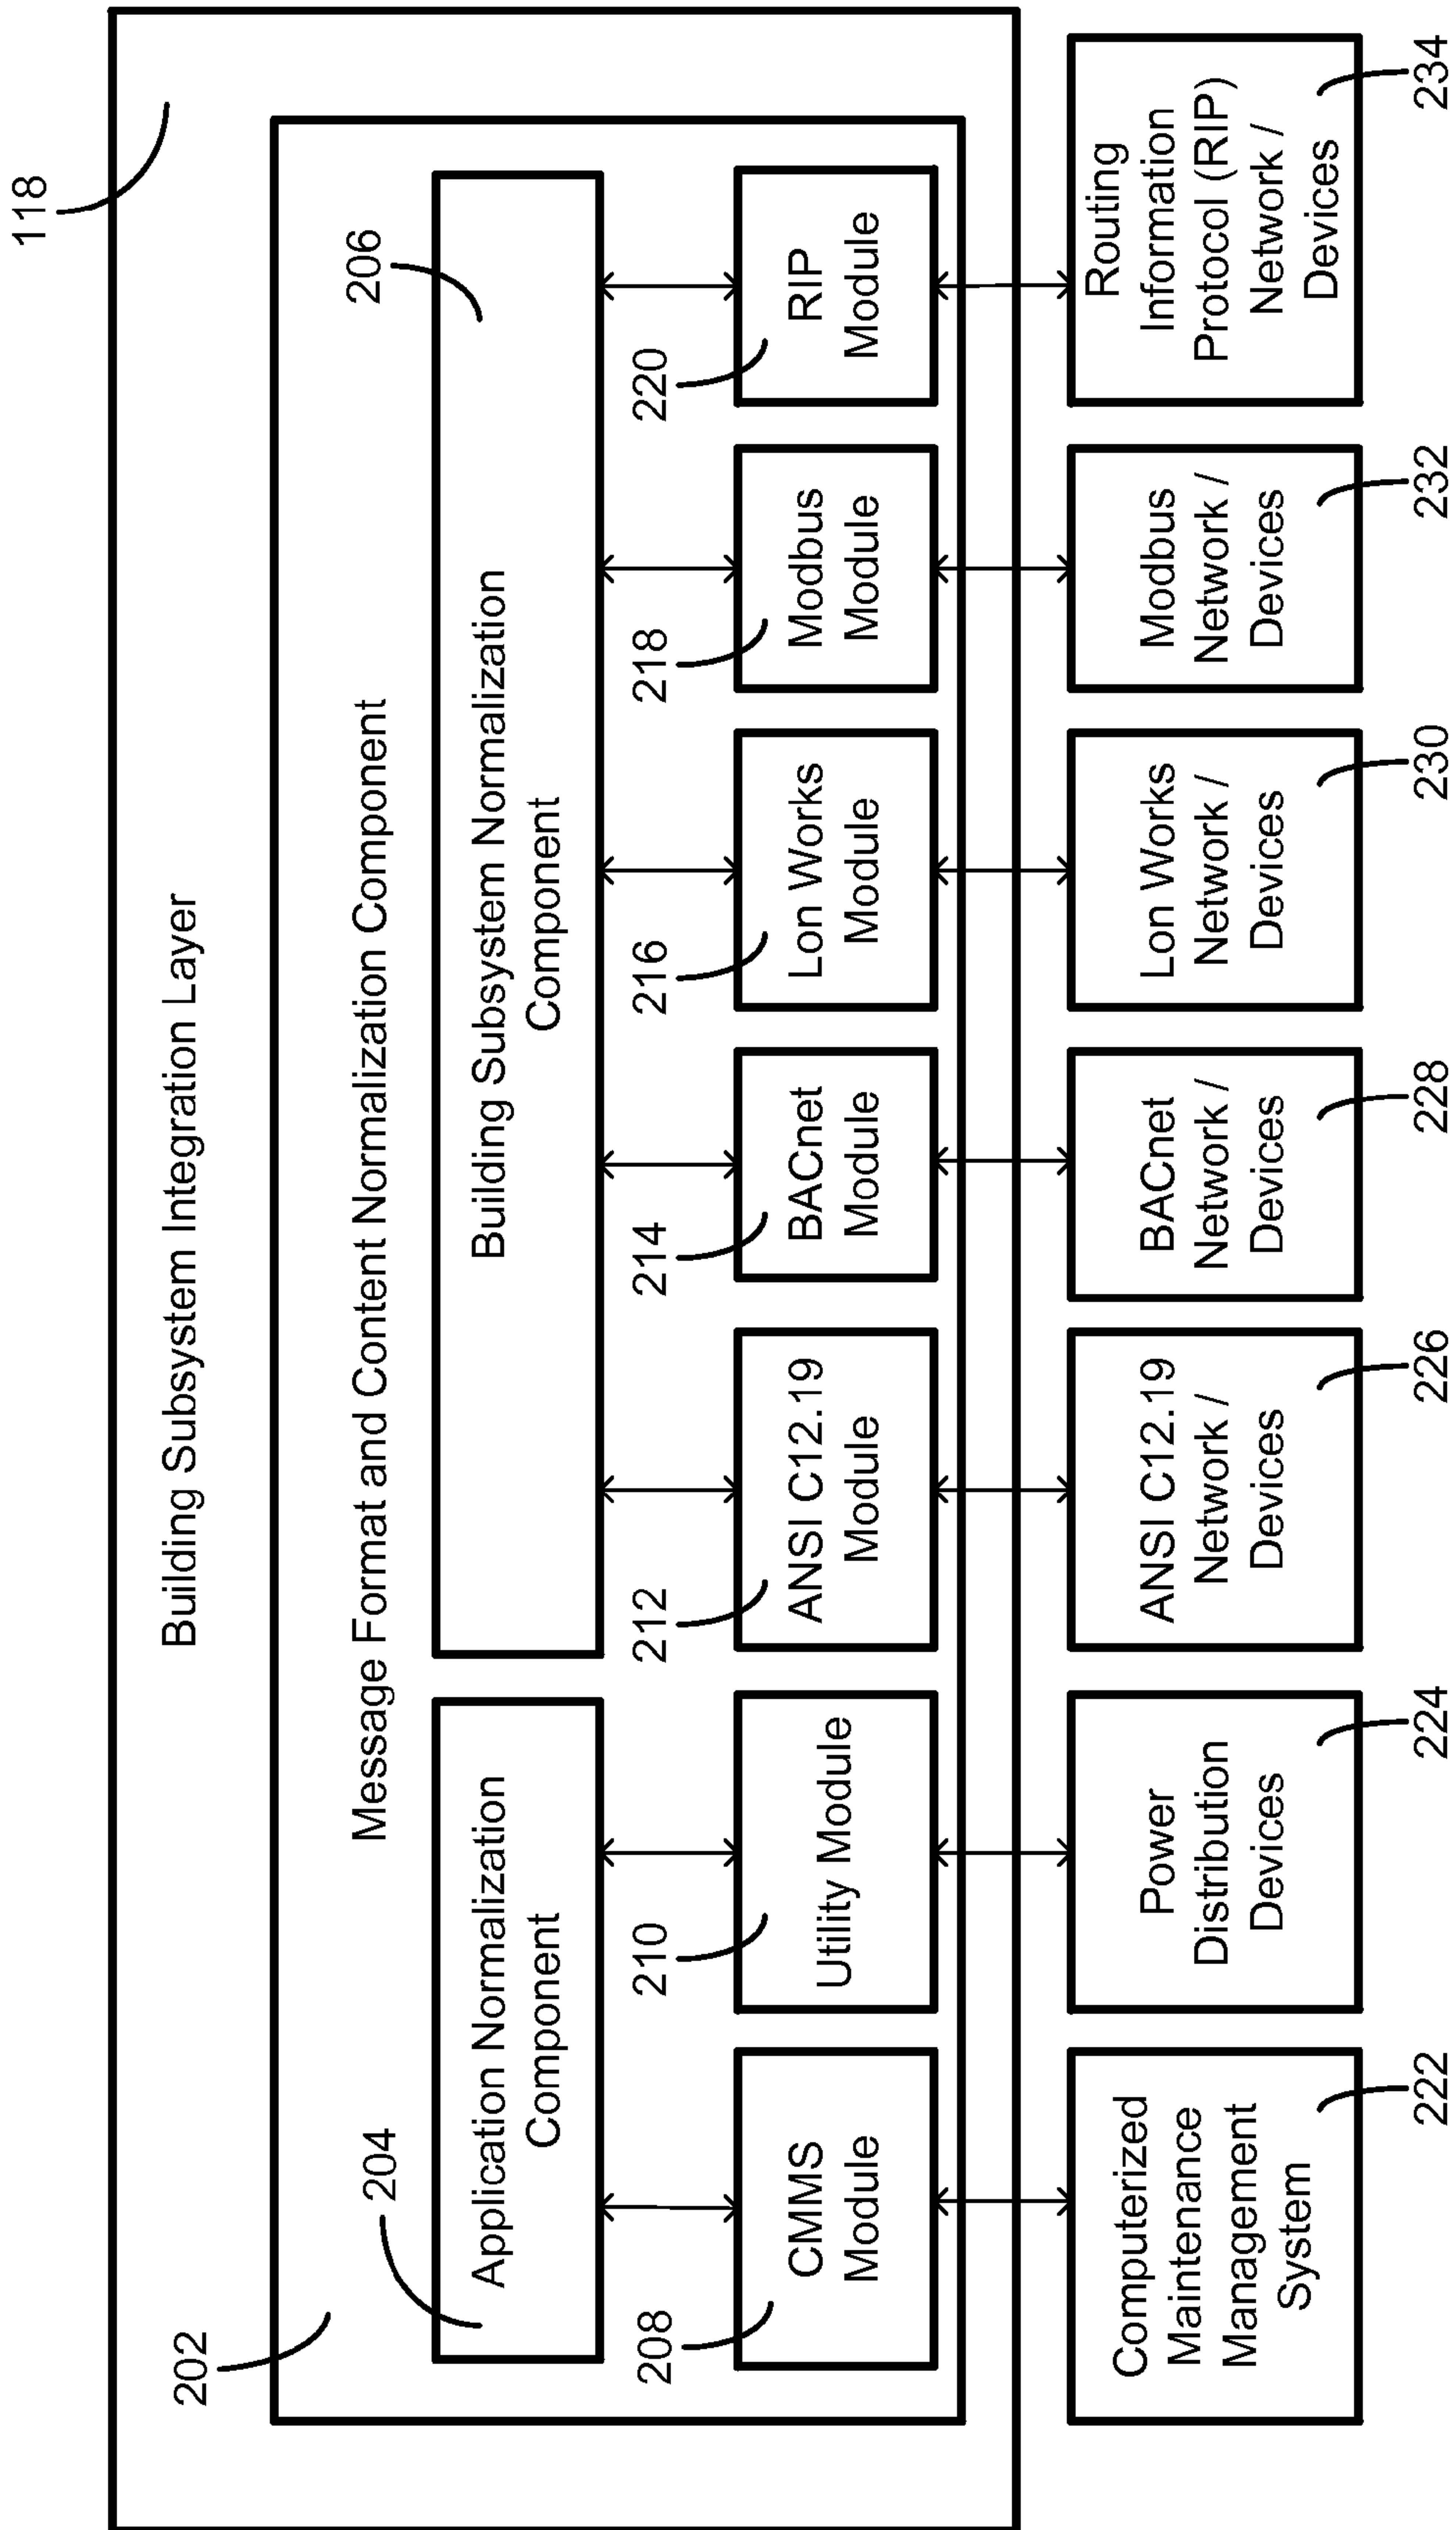 118
Building Subsystem Integration Layer
202
Message Format and Content Normalization Component
204
Application Normalization
Component
206
Building Subsystem Normalization
Component
208
CMMS
Module
210
Utility Module
212
ANSI C12.19
Module
214
BACnet
Module
216
Lon Works
Module
218
Modbus
Module
220
RIP
Module
Computerized
Maintenance
Management
System
222
Power
Distribution
Devices
224
ANSI C12.19
Network /
Devices
226
BACnet
Network /
Devices
228
Lon Works
Network /
Devices
230
Modbus
Network /
Devices
232
Routing
Information
Protocol (RIP)
Network /
Devices
234